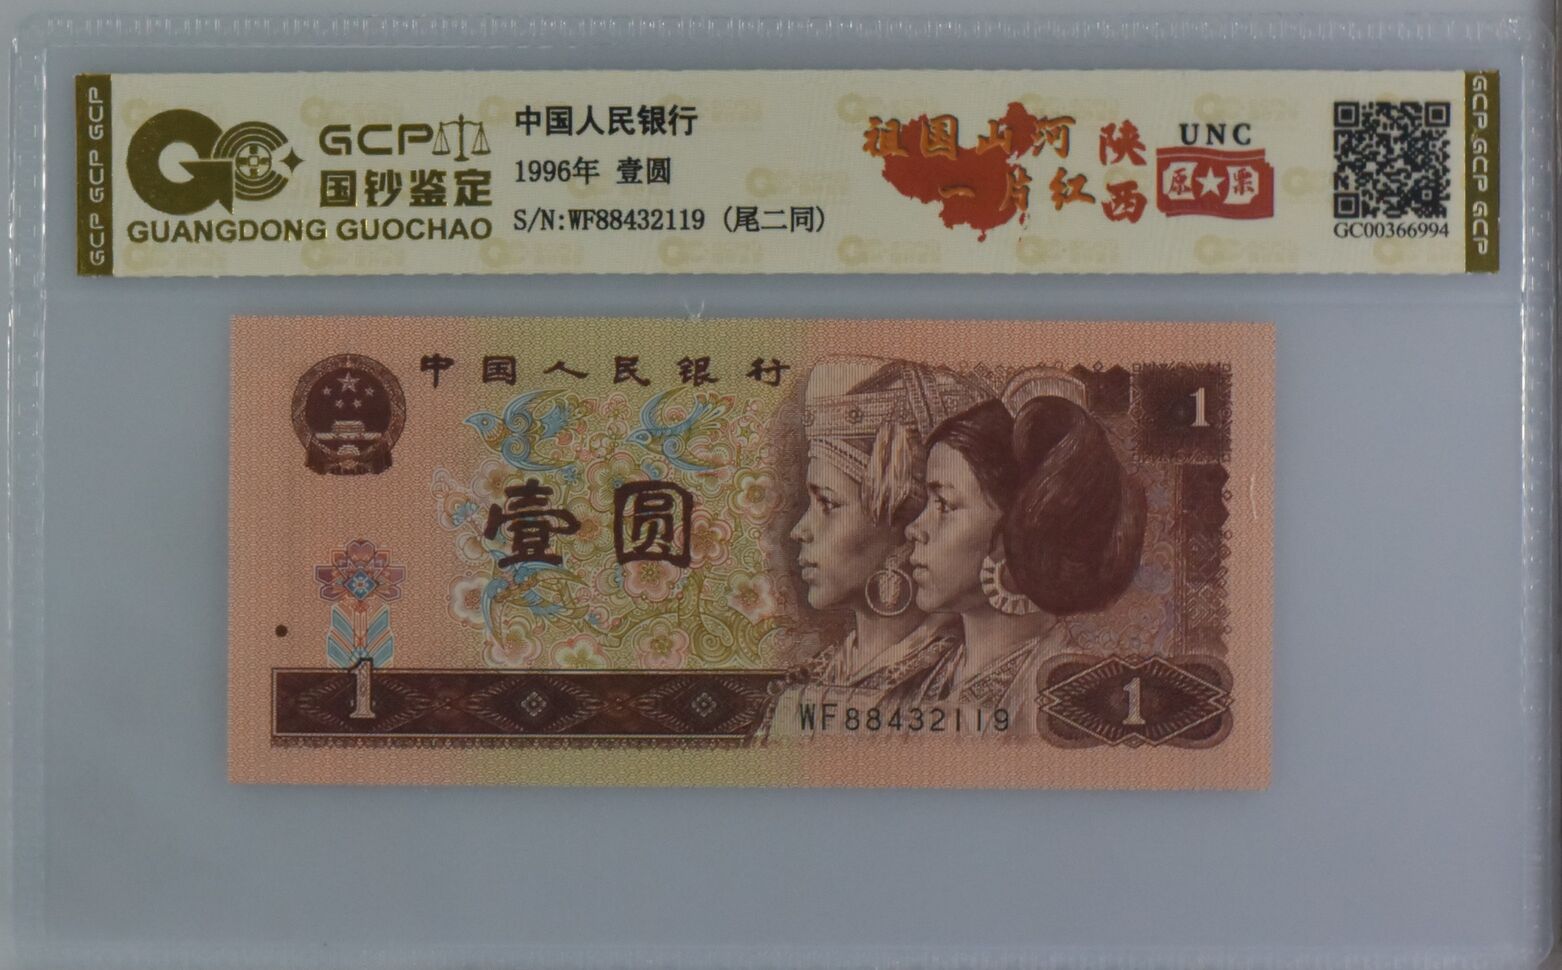 GCP GCP GCP
GCP
国钞鉴定
GUANGDONG GUOCHAO
中国人民银行
1996年 壹圆
S/N:WF88432119 (尾二同)
祖国山河
一片红
陕西
UNC
原★票
GC00366994
GCP GCP GCP
中国人民银行
壹圆
1
1
WF88432119
1